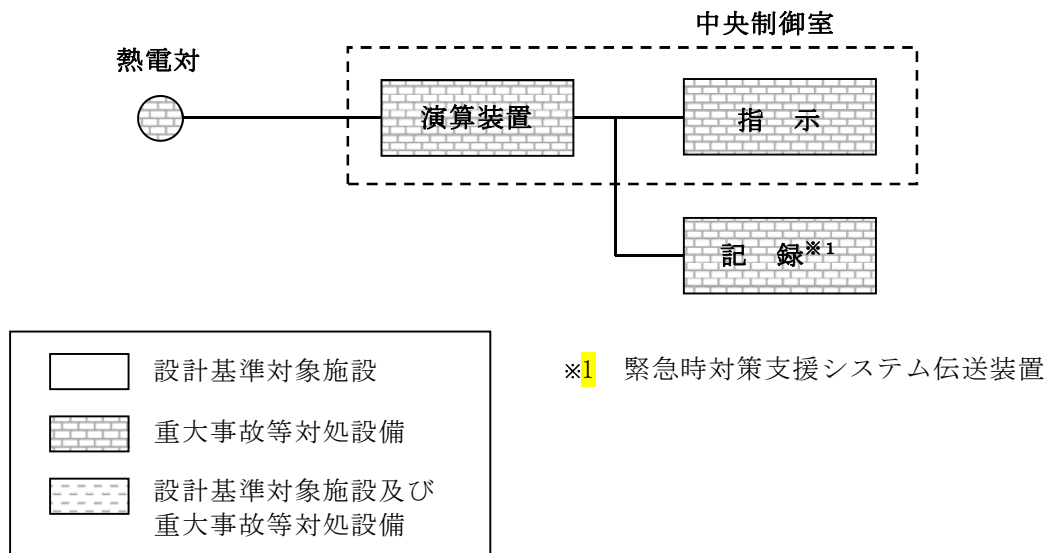 中央制御室
熱電対
演算装置
指 示
記 録※1
設計基準対象施設
重大事故等対処設備
設計基準対象施設及び
重大事故等対処設備
※1 緊急時対策支援システム伝送装置